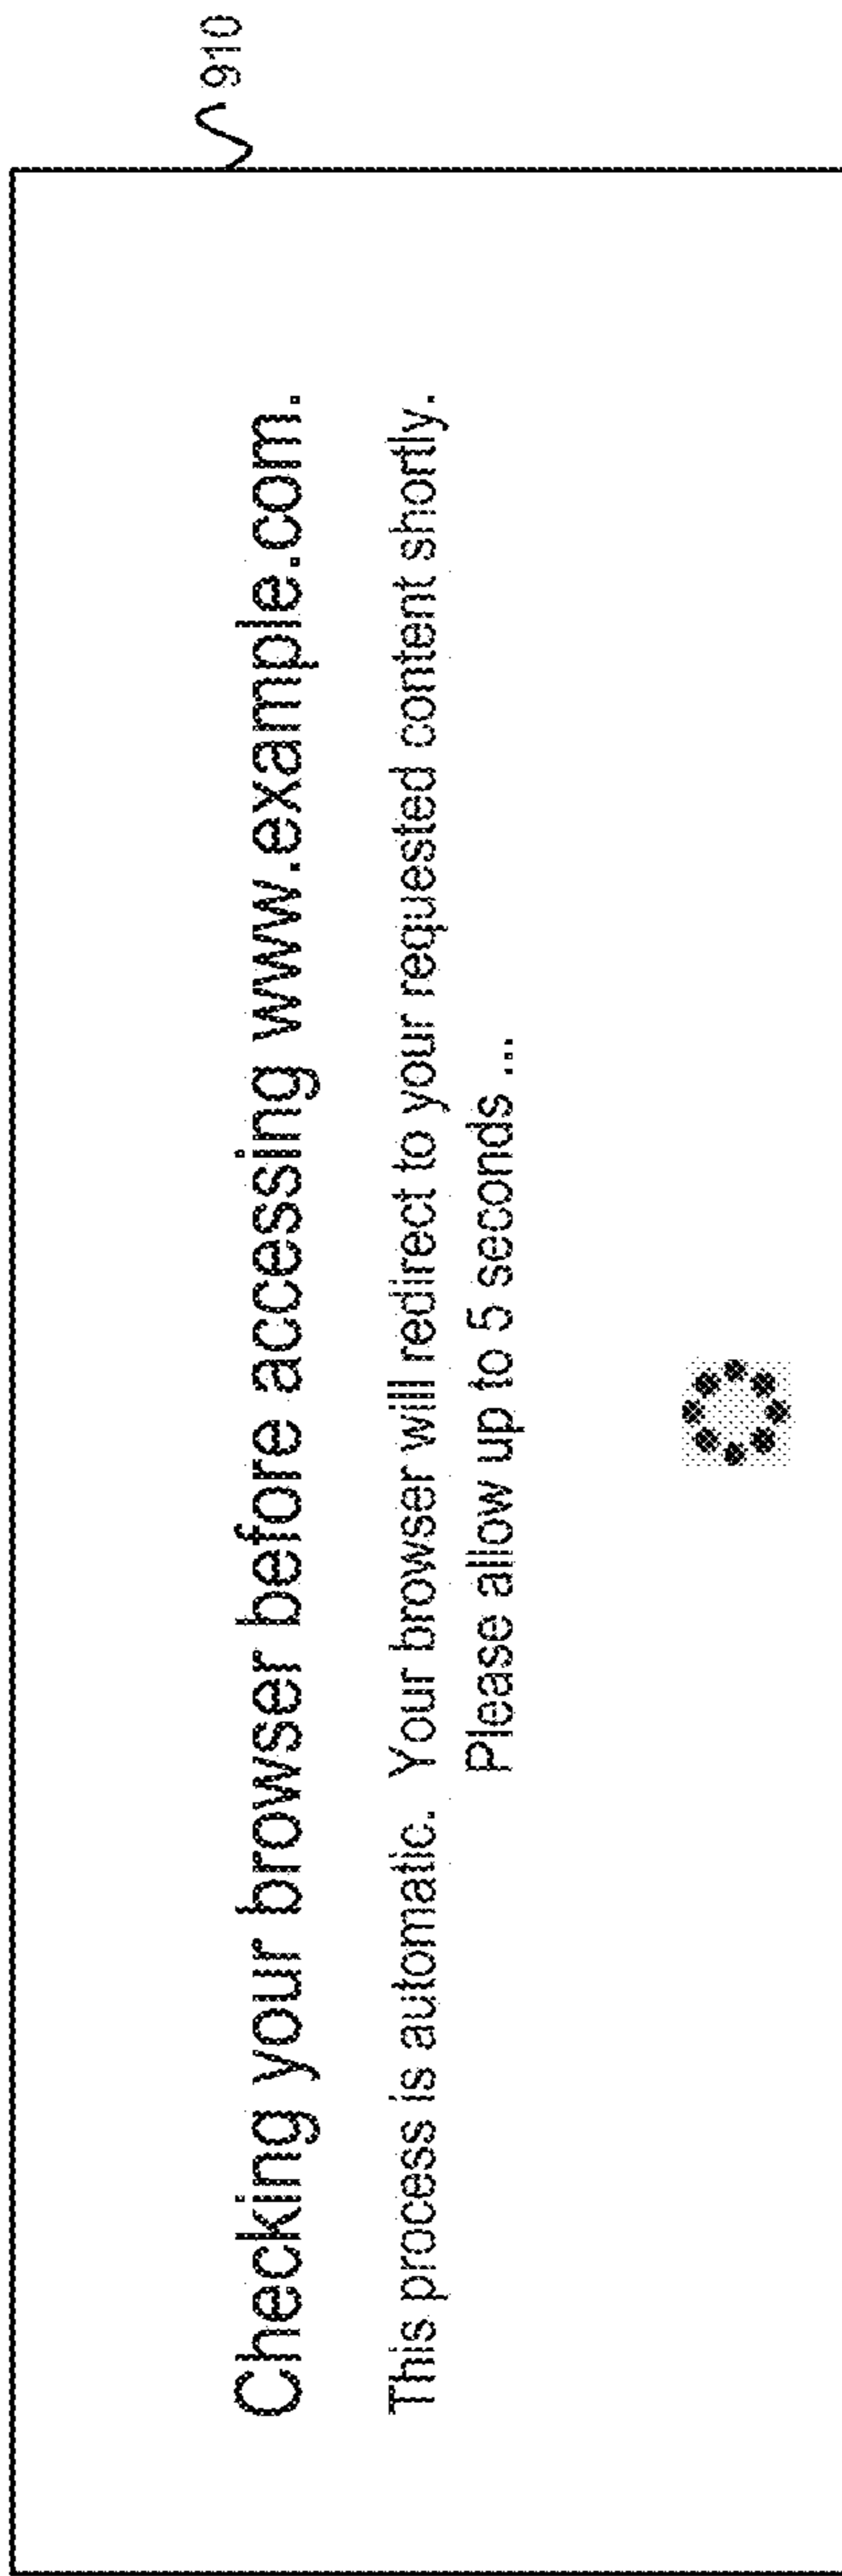 910
Checking your browser before accessing www.example.com.
This process is automatic. Your browser will redirect to your requested content shortly.
Please allow up to 5 seconds ...